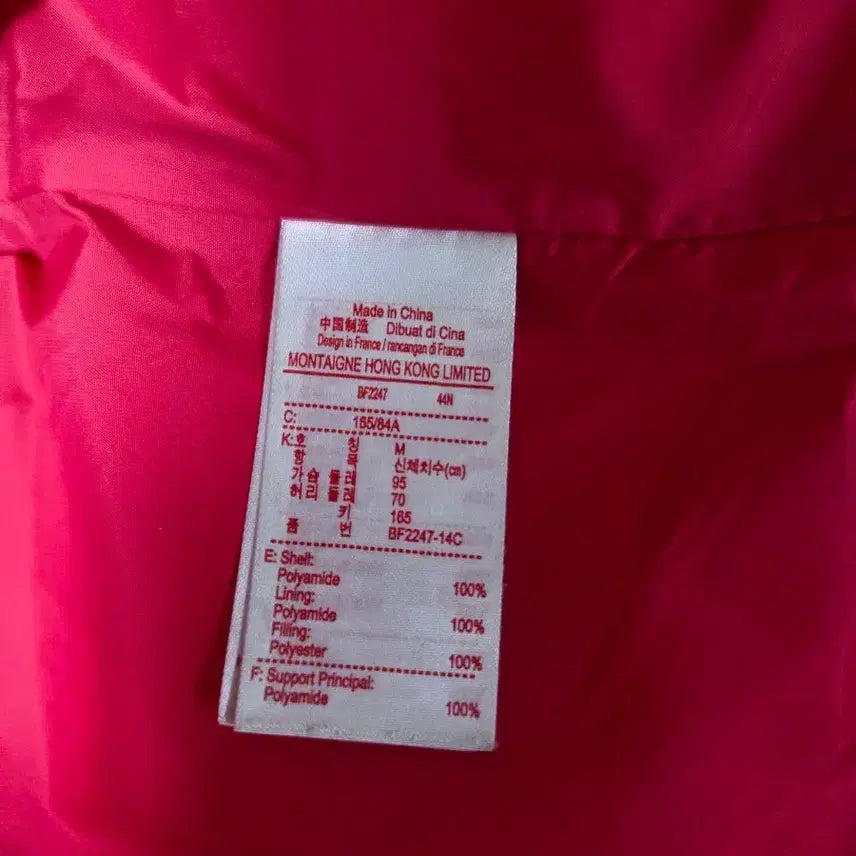 Made in China
中国制造 Dibuat di Cina
Design in France / rancangan di France
MONTAIGNE HONG KONG LIMITED
BF2247 44N
C: 165/84A
K:호 칭 M
항 목 신체치수(cm)
가 슴 둘 레 95
허 리 둘 레 70
키 165
품 번 BF2247-14C
E: Shell:
Polyamide 100%
Lining:
Polyamide 100%
Filling:
Polyester 100%
F: Support Principal:
Polyamide 100%